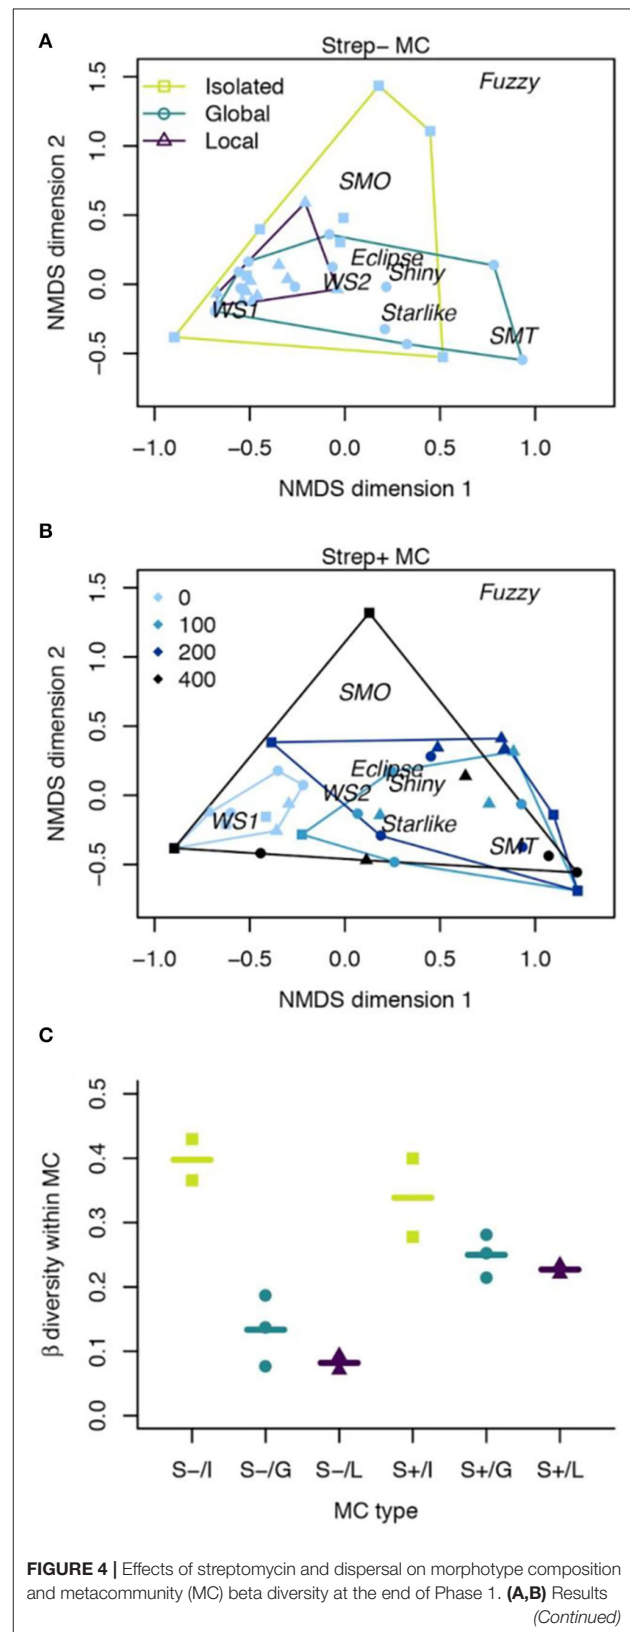 A
Strep− MC
Isolated
Global
Local
Fuzzy
SMO
Eclipse
Shiny
WS2
WS1
Starlike
SMT
NMDS dimension 2
1.5
1.0
0.5
0.0
−0.5
−1.0 −0.5 0.0 0.5 1.0
NMDS dimension 1
B
Strep+ MC
0
100
200
400
Fuzzy
SMO
Eclipse
Shiny
WS2
WS1
Starlike
SMT
NMDS dimension 2
1.5
1.0
0.5
0.0
−0.5
−1.0 −0.5 0.0 0.5 1.0
NMDS dimension 1
C
β diversity within MC
0.5
0.4
0.3
0.2
0.1
0.0
S−/I S−/G S−/L S+/I S+/G S+/L
MC type
FIGURE 4 | Effects of streptomycin and dispersal on morphotype composition
and metacommunity (MC) beta diversity at the end of Phase 1. (A,B) Results
(Continued)